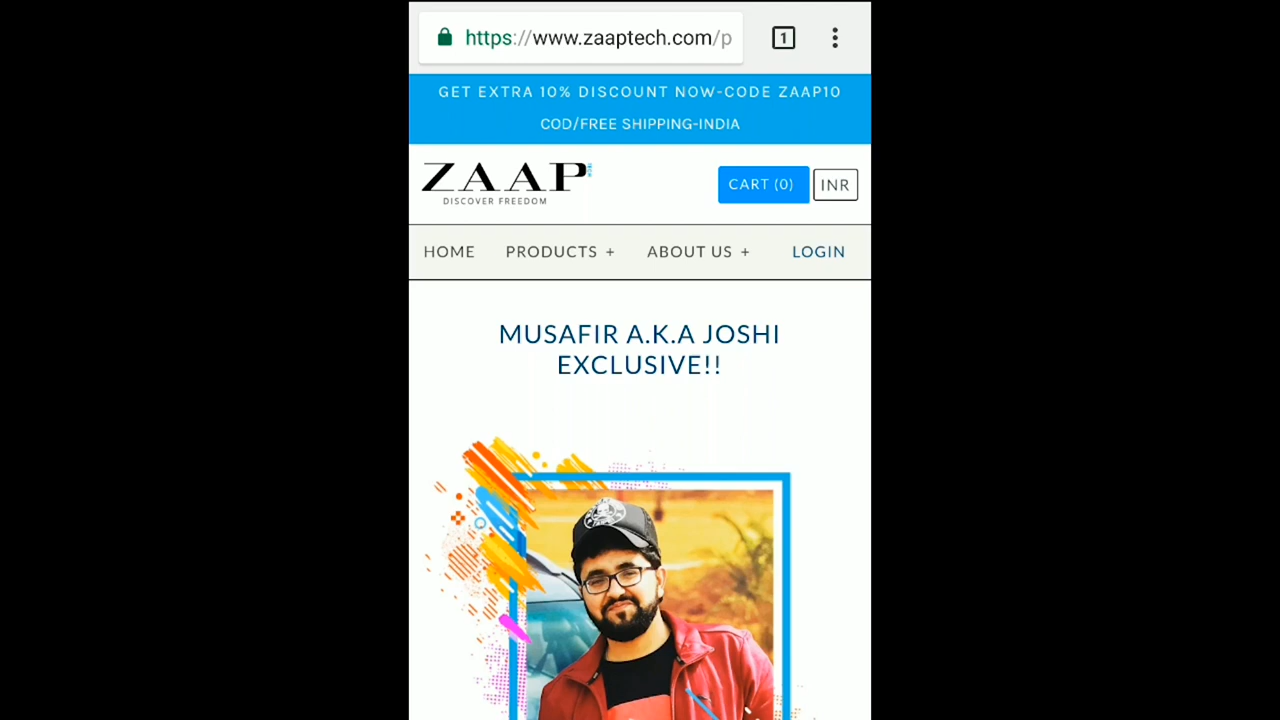 https://www.zaaptech.com/p
1
GET EXTRA 10% DISCOUNT NOW-CODE ZAAP10
COD/FREE SHIPPING-INDIA
ZAAP TECH
DISCOVER FREEDOM
CART (0)
INR
HOME
PRODUCTS +
ABOUT US +
LOGIN
MUSAFIR A.K.A JOSHI
EXCLUSIVE!!